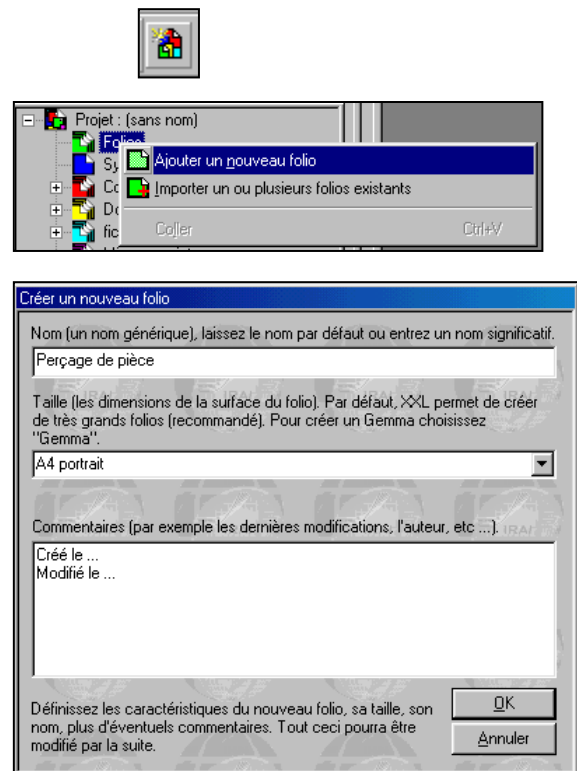 Projet : (sans nom)
Folios
Ajouter un nouveau folio
Sy
Importer un ou plusieurs folios existants
Co
Do
fic
Coller Ctrl+V
Créer un nouveau folio
Nom (un nom générique), laissez le nom par défaut ou entrez un nom significatif.
Perçage de pièce
Taille (les dimensions de la surface du folio). Par défaut, XXL permet de créer
de très grands folios (recommandé). Pour créer un Gemma choisissez
"Gemma".
A4 portrait
Commentaires (par exemple les dernières modifications, l'auteur, etc ...).
Créé le ...
Modifié le ...
Définissez les caractéristiques du nouveau folio, sa taille, son
nom, plus d'éventuels commentaires. Tout ceci pourra être
modifié par la suite.
OK
Annuler